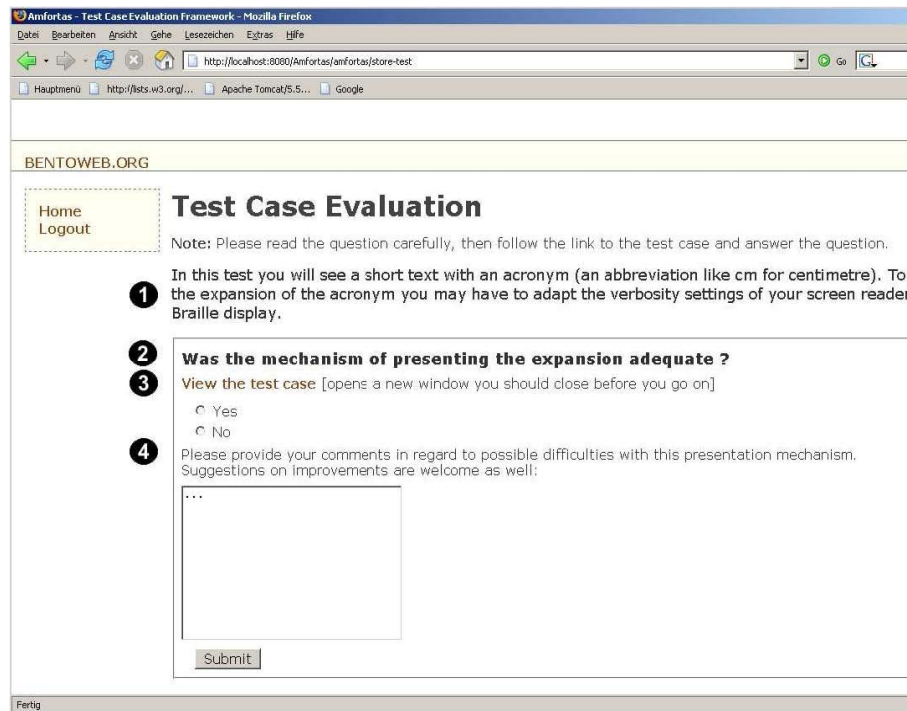 Amfortas - Test Case Evaluation Framework - Mozilla Firefox
Datei Bearbeiten Ansicht Gehe Lesezeichen Extras Hilfe
http://localhost:8080/Amfortas/amfortas/store-test Go G
Hauptmenü http://lists.w3.org/... Apache Tomcat/5.5... Google
BENTOWEB.ORG
Home
Logout
Test Case Evaluation
Note: Please read the question carefully, then follow the link to the test case and answer the question.
1 In this test you will see a short text with an acronym (an abbreviation like cm for centimetre). To
the expansion of the acronym you may have to adapt the verbosity settings of your screen reader
Braille display.
2 Was the mechanism of presenting the expansion adequate ?
3 View the test case [opens a new window you should close before you go on]
Yes
No
4 Please provide your comments in regard to possible difficulties with this presentation mechanism.
Suggestions on improvements are welcome as well:
...
Submit
Fertig